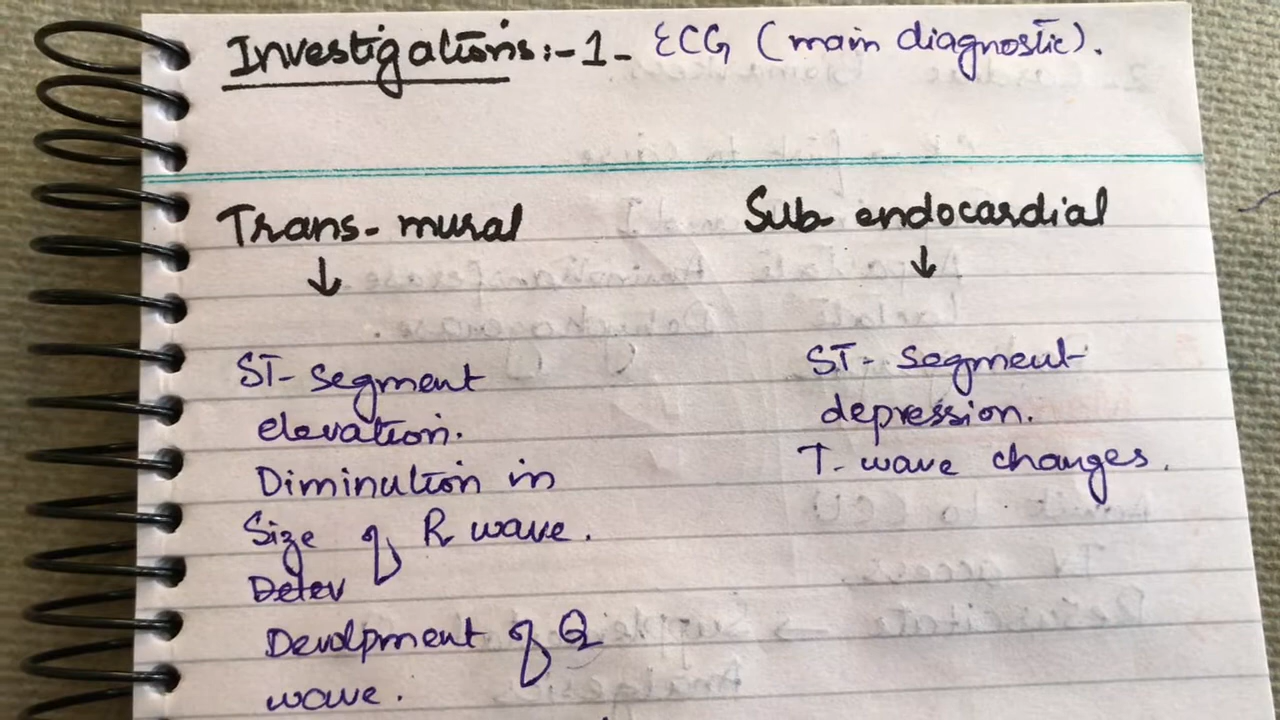 Investigations:-1- ECG (main diagnostic).
Trans-mural
↓
ST-segment
elevation.
Diminution in
Size of R wave.
Detev
Devolpment of Q
wave.
Sub endocardial
↓
ST-segment
depression.
T-wave changes.